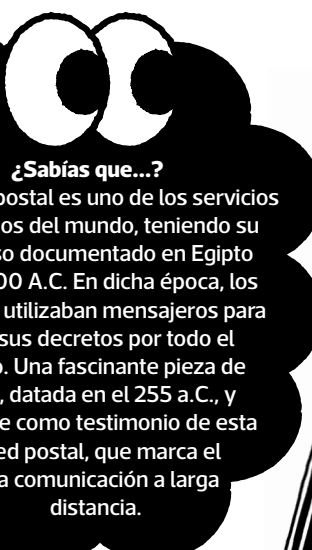 ¿Sabías que...?
postal es uno de los servicios
os del mundo, teniendo su
so documentado en Egipto
00 A.C. En dicha época, los
utilizaban mensajeros para
sus decretos por todo el
o. Una fascinante pieza de
, datada en el 255 a.C., y
e como testimonio de esta
ed postal, que marca el
a comunicación a larga
distancia.